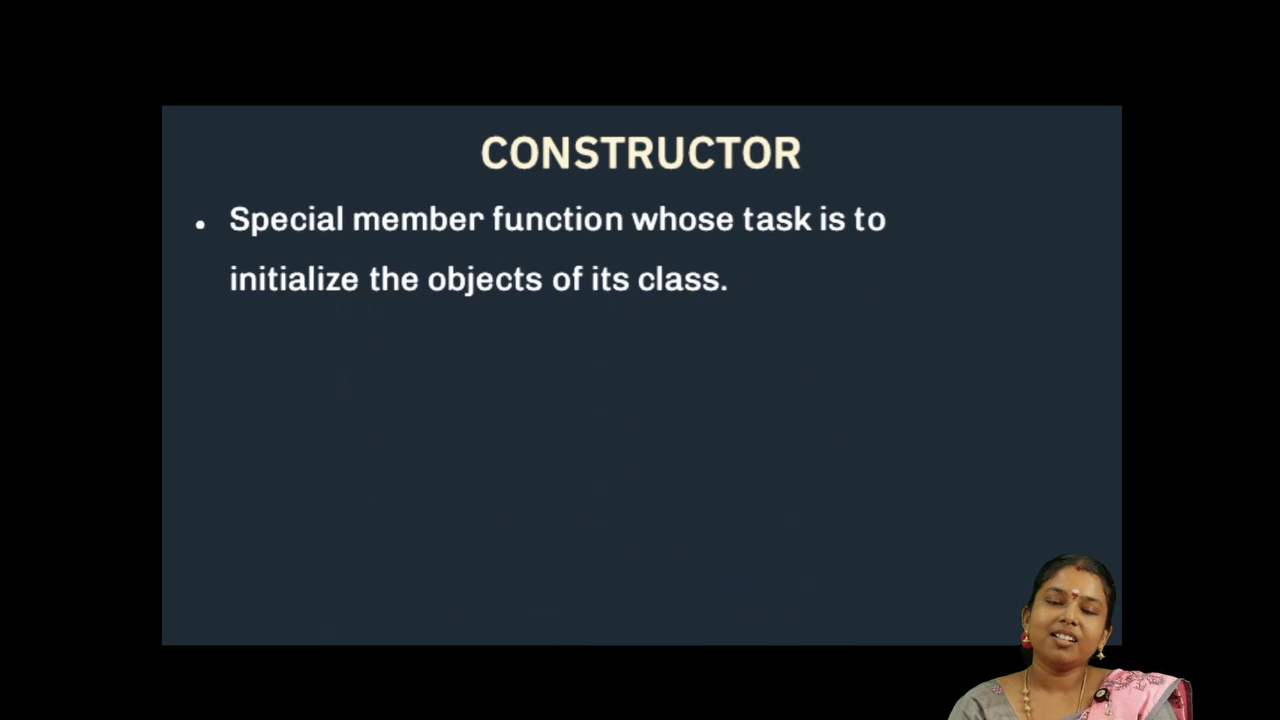 CONSTRUCTOR
• Special member function whose task is to
initialize the objects of its class.